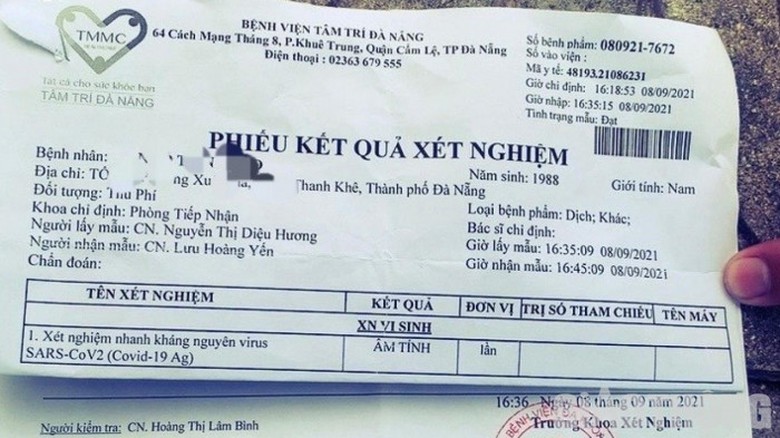 TMMC
Tất cả cho sức khỏe bạn
TÂM TRÍ ĐÀ NẴNG
BỆNH VIỆN TÂM TRÍ ĐÀ NẴNG
64 Cách Mạng Tháng 8, P.Khuê Trung, Quận Cẩm Lệ, TP Đà Nẵng
Điện thoại : 02363 679 555
Số bệnh phẩm: 080921-7672
Số vào viện :
Mã y tế: 48193.21086231
Giờ chỉ định: 16:18:53 08/09/2021
Giờ nhập: 16:35:15 08/09/2021
Tình trạng mẫu: Đạt
PHIẾU KẾT QUẢ XÉT NGHIỆM
Bệnh nhân:
Năm sinh: 1988
Giới tính: Nam
Địa chỉ: TỔ Thanh Khê, Thành phố Đà Nẵng
Đối tượng: Thu Phí
Loại bệnh phẩm: Dịch; Khác;
Khoa chỉ định: Phòng Tiếp Nhận
Bác sĩ chỉ định:
Người lấy mẫu: CN. Nguyễn Thị Diệu Hương
Giờ lấy mẫu: 16:35:09 08/09/2021
Người nhận mẫu: CN. Lưu Hoàng Yến
Giờ nhận mẫu: 16:45:09 08/09/2021
Chẩn đoán:
TÊN XÉT NGHIỆM KẾT QUẢ ĐƠN VỊ TRỊ SỐ THAM CHIẾU TÊN MÁY
XN VI SINH
1. Xét nghiệm nhanh kháng nguyên virus
SARS-CoV2 (Covid-19 Ag)
ÂM TÍNH lần
16:36 Ngày 08 tháng 09 năm 2021
Người kiểm tra: CN. Hoàng Thị Lâm Bình
Trưởng Khoa Xét Nghiệm